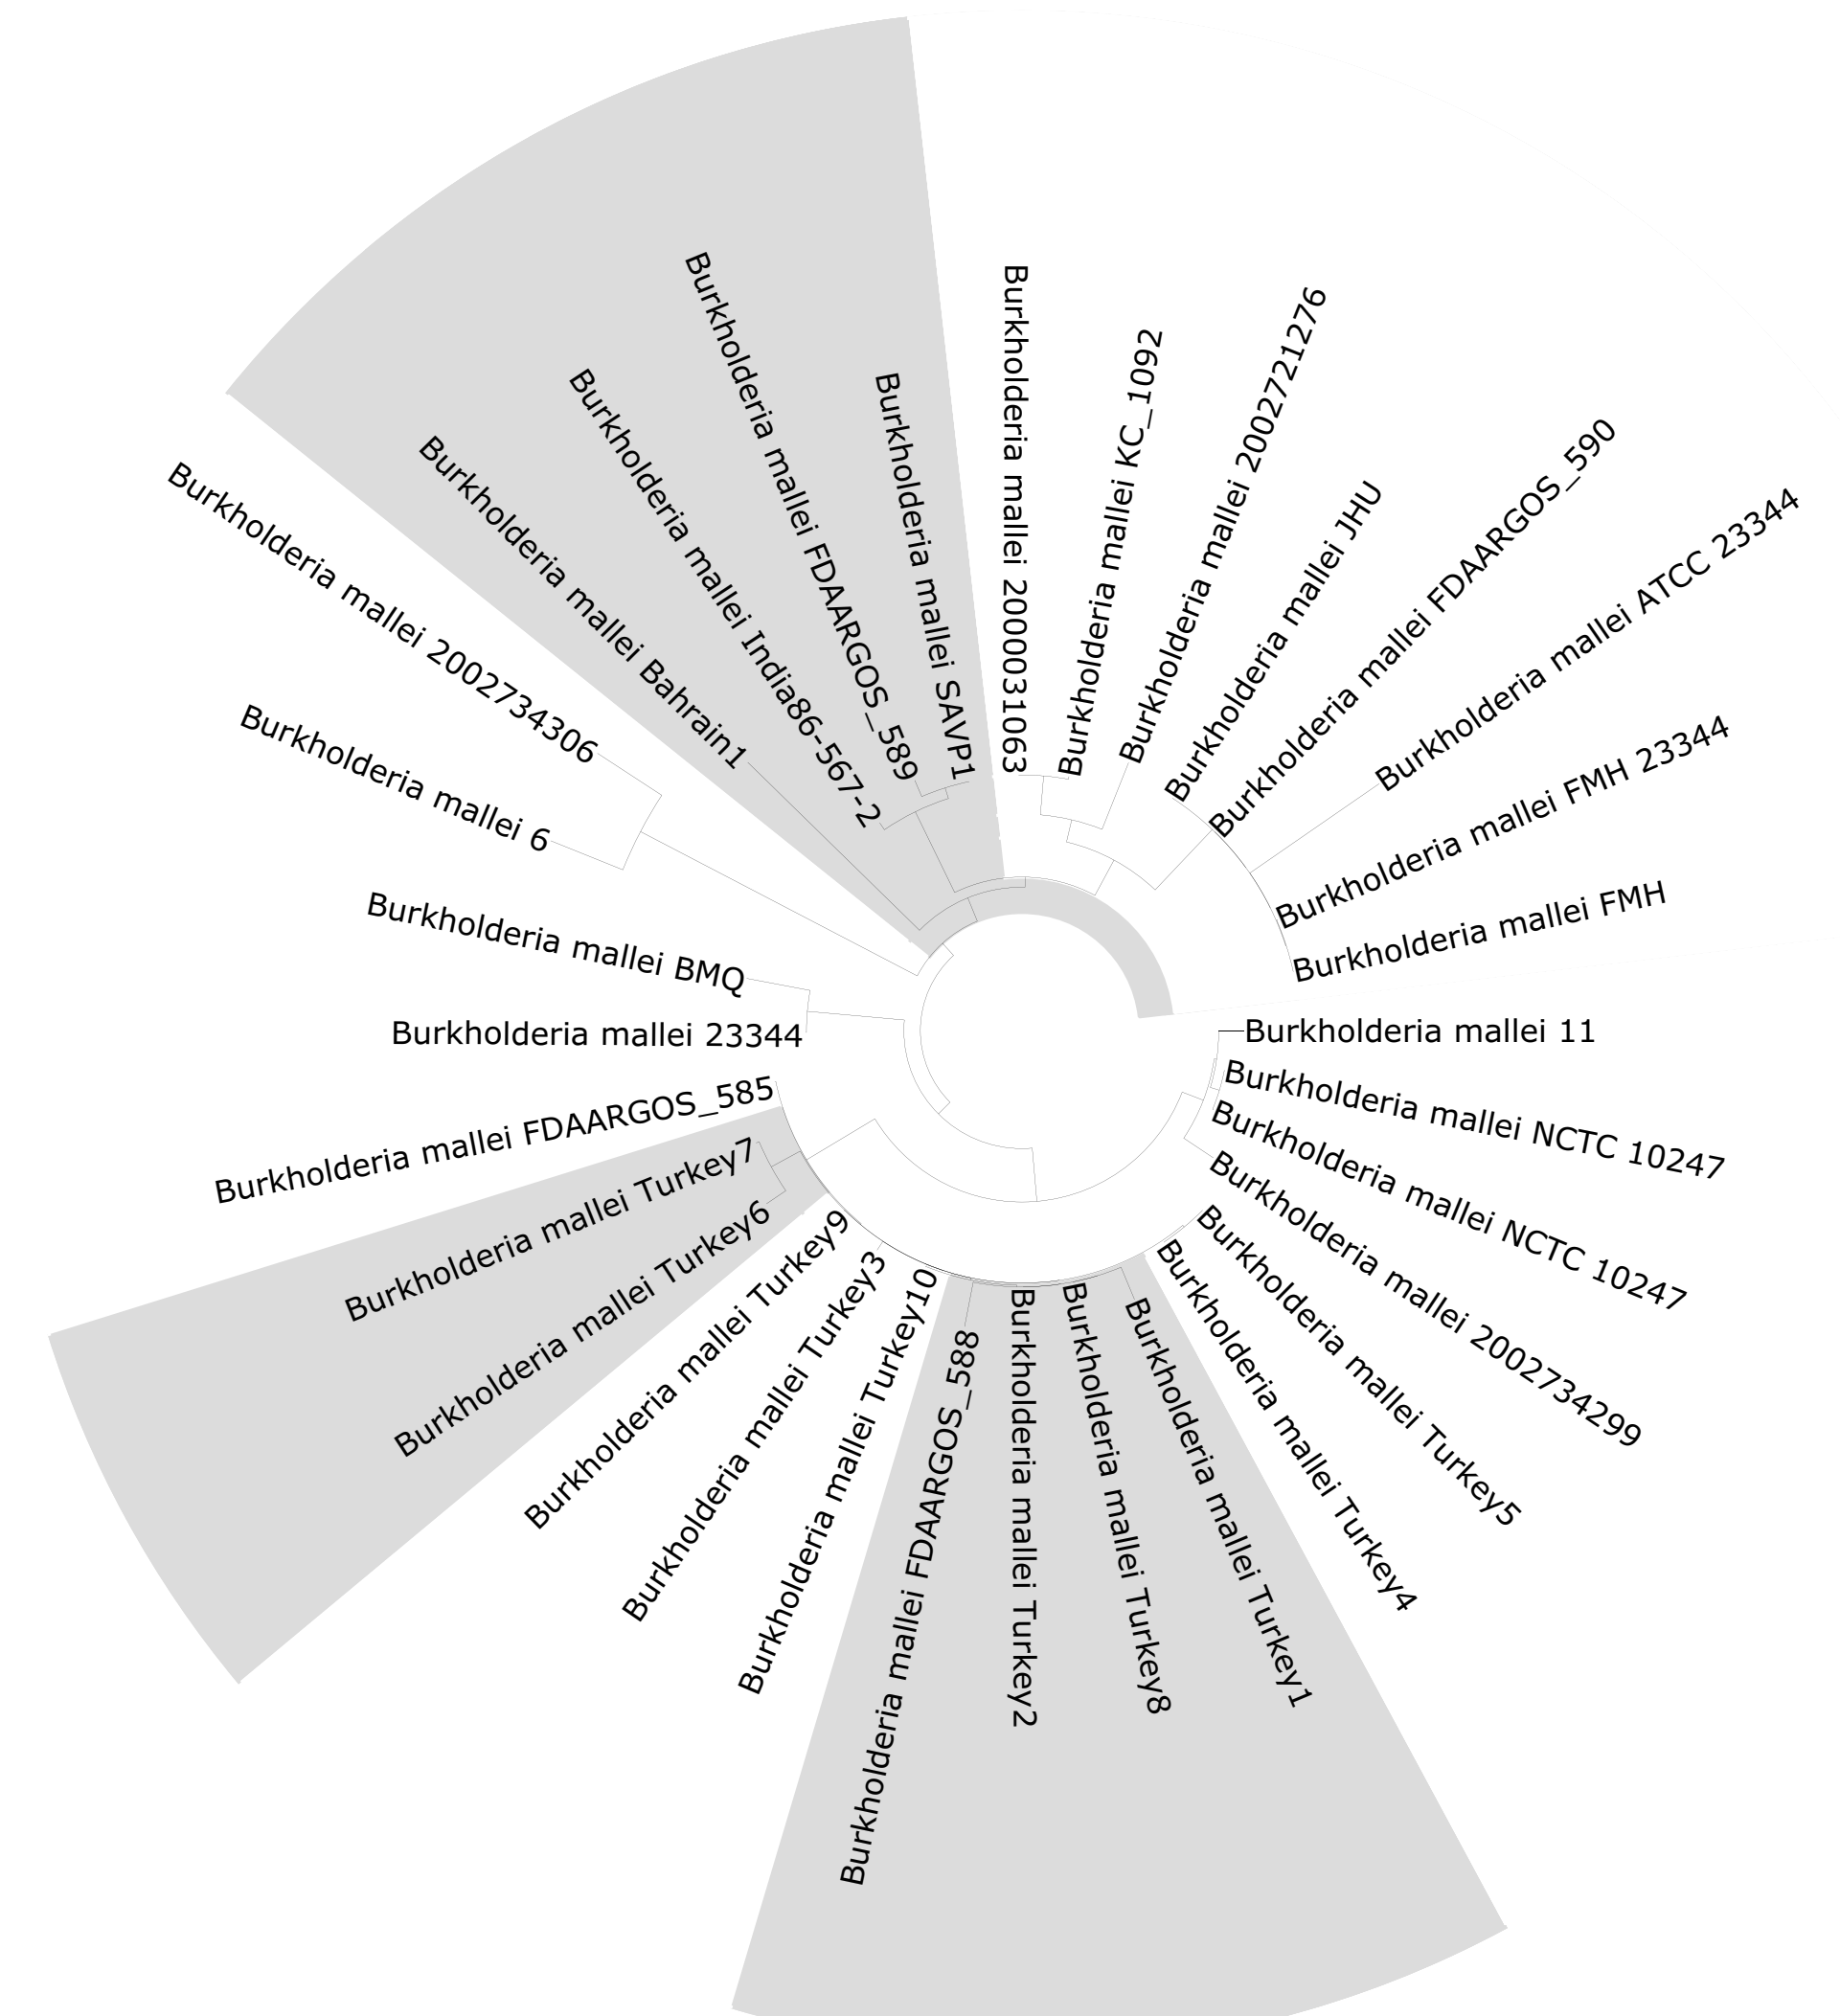 Burkholderia mallei 2000031063
Burkholderia mallei KC_1092
Burkholderia mallei 2002721276
Burkholderia mallei JHU
Burkholderia mallei FDAARGOS_590
Burkholderia mallei ATCC 23344
Burkholderia mallei FMH 23344
Burkholderia mallei FMH
Burkholderia mallei 11
Burkholderia mallei NCTC 10247
Burkholderia mallei NCTC 10247
Burkholderia mallei 2002734299
Burkholderia mallei Turkey5
Burkholderia mallei Turkey4
Burkholderia mallei Turkey1
Burkholderia mallei Turkey8
Burkholderia mallei Turkey2
Burkholderia mallei FDAARGOS_588
Burkholderia mallei Turkey10
Burkholderia mallei Turkey3
Burkholderia mallei Turkey9
Burkholderia mallei Turkey6
Burkholderia mallei Turkey7
Burkholderia mallei FDAARGOS_585
Burkholderia mallei 23344
Burkholderia mallei BMQ
Burkholderia mallei 6
Burkholderia mallei 2002734306
Burkholderia mallei Bahrain1
Burkholderia mallei India86-567-2
Burkholderia mallei FDAARGOS_589
Burkholderia mallei SAVP1